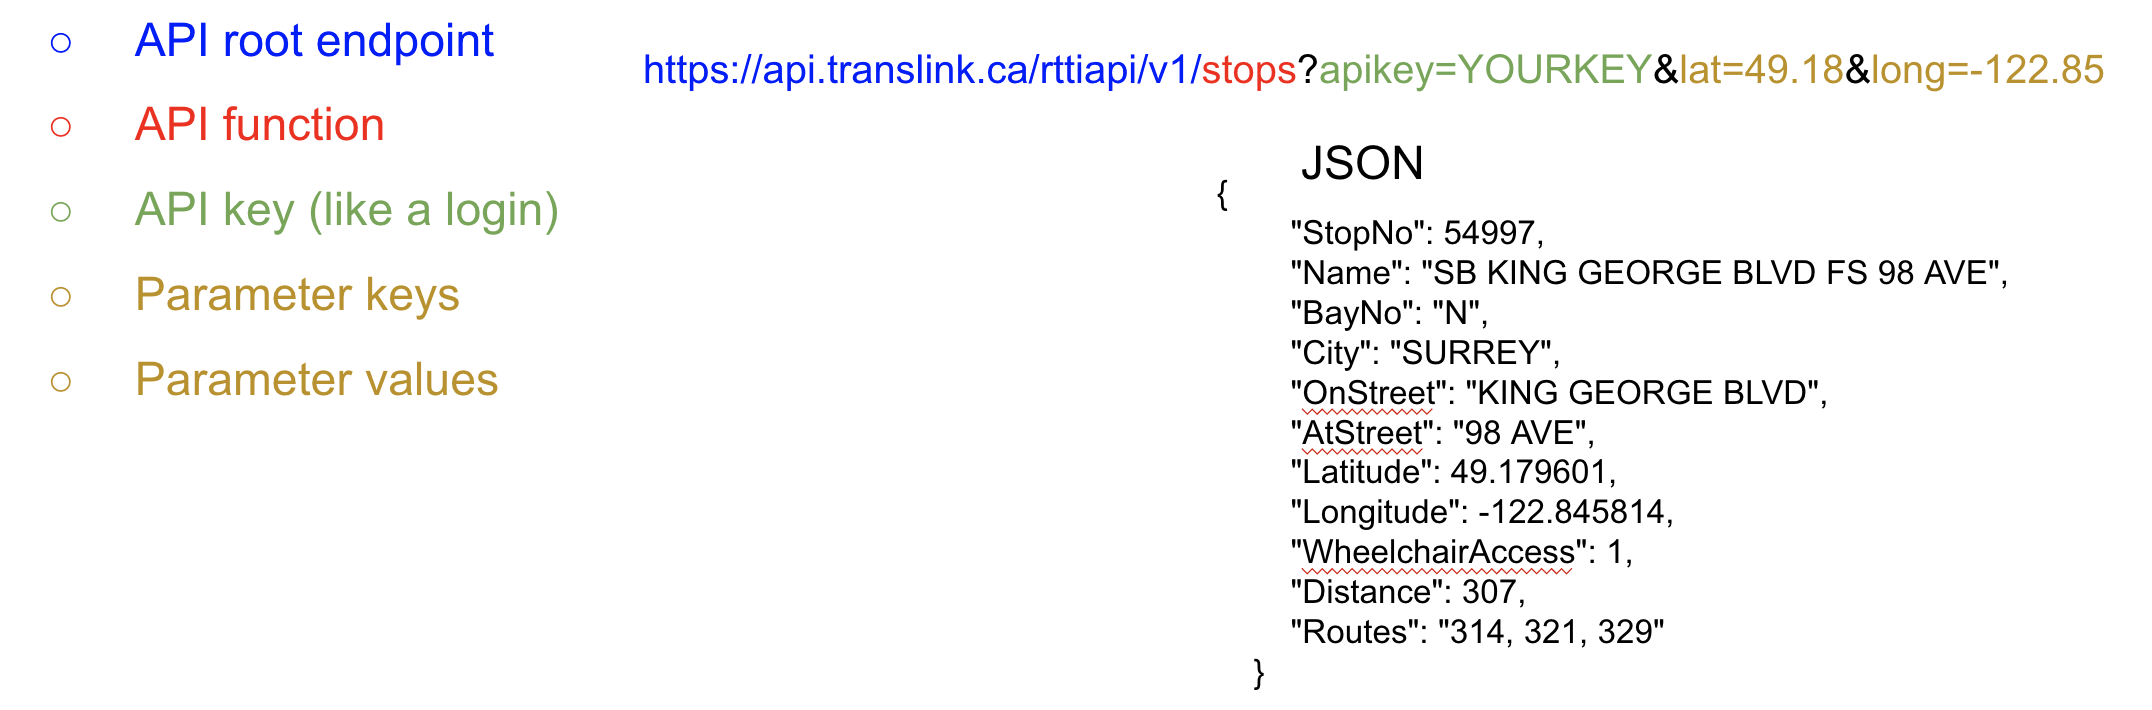 ○ API root endpoint
○ API function
○ API key (like a login)
○ Parameter keys
○ Parameter values
https://api.translink.ca/rttiapi/v1/stops?apikey=YOURKEY&lat=49.18&long=-122.85
JSON
{
"StopNo": 54997,
"Name": "SB KING GEORGE BLVD FS 98 AVE",
"BayNo": "N",
"City": "SURREY",
"OnStreet": "KING GEORGE BLVD",
"AtStreet": "98 AVE",
"Latitude": 49.179601,
"Longitude": -122.845814,
"WheelchairAccess": 1,
"Distance": 307,
"Routes": "314, 321, 329"
}